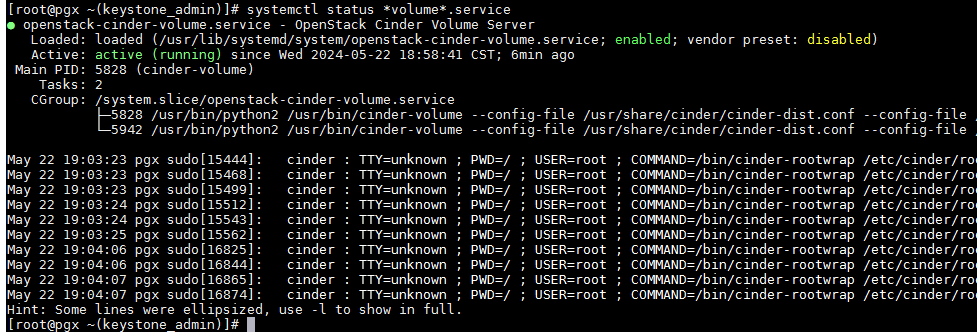 [root@pgx ~(keystone_admin)]# systemctl status *volume*.service
● openstack-cinder-volume.service - OpenStack Cinder Volume Server
   Loaded: loaded (/usr/lib/systemd/system/openstack-cinder-volume.service; enabled; vendor preset: disabled)
   Active: active (running) since Wed 2024-05-22 18:58:41 CST; 6min ago
 Main PID: 5828 (cinder-volume)
    Tasks: 2
   CGroup: /system.slice/openstack-cinder-volume.service
           ├─5828 /usr/bin/python2 /usr/bin/cinder-volume --config-file /usr/share/cinder/cinder-dist.conf --config-file /
           └─5942 /usr/bin/python2 /usr/bin/cinder-volume --config-file /usr/share/cinder/cinder-dist.conf --config-file /
May 22 19:03:23 pgx sudo[15444]:   cinder : TTY=unknown ; PWD=/ ; USER=root ; COMMAND=/bin/cinder-rootwrap /etc/cinder/ro
May 22 19:03:23 pgx sudo[15468]:   cinder : TTY=unknown ; PWD=/ ; USER=root ; COMMAND=/bin/cinder-rootwrap /etc/cinder/ro
May 22 19:03:23 pgx sudo[15499]:   cinder : TTY=unknown ; PWD=/ ; USER=root ; COMMAND=/bin/cinder-rootwrap /etc/cinder/ro
May 22 19:03:24 pgx sudo[15512]:   cinder : TTY=unknown ; PWD=/ ; USER=root ; COMMAND=/bin/cinder-rootwrap /etc/cinder/ro
May 22 19:03:24 pgx sudo[15543]:   cinder : TTY=unknown ; PWD=/ ; USER=root ; COMMAND=/bin/cinder-rootwrap /etc/cinder/ro
May 22 19:03:25 pgx sudo[15562]:   cinder : TTY=unknown ; PWD=/ ; USER=root ; COMMAND=/bin/cinder-rootwrap /etc/cinder/ro
May 22 19:04:06 pgx sudo[16825]:   cinder : TTY=unknown ; PWD=/ ; USER=root ; COMMAND=/bin/cinder-rootwrap /etc/cinder/ro
May 22 19:04:06 pgx sudo[16844]:   cinder : TTY=unknown ; PWD=/ ; USER=root ; COMMAND=/bin/cinder-rootwrap /etc/cinder/ro
May 22 19:04:07 pgx sudo[16865]:   cinder : TTY=unknown ; PWD=/ ; USER=root ; COMMAND=/bin/cinder-rootwrap /etc/cinder/ro
May 22 19:04:07 pgx sudo[16874]:   cinder : TTY=unknown ; PWD=/ ; USER=root ; COMMAND=/bin/cinder-rootwrap /etc/cinder/ro
Hint: Some lines were ellipsized, use -l to show in full.
[root@pgx ~(keystone_admin)]#